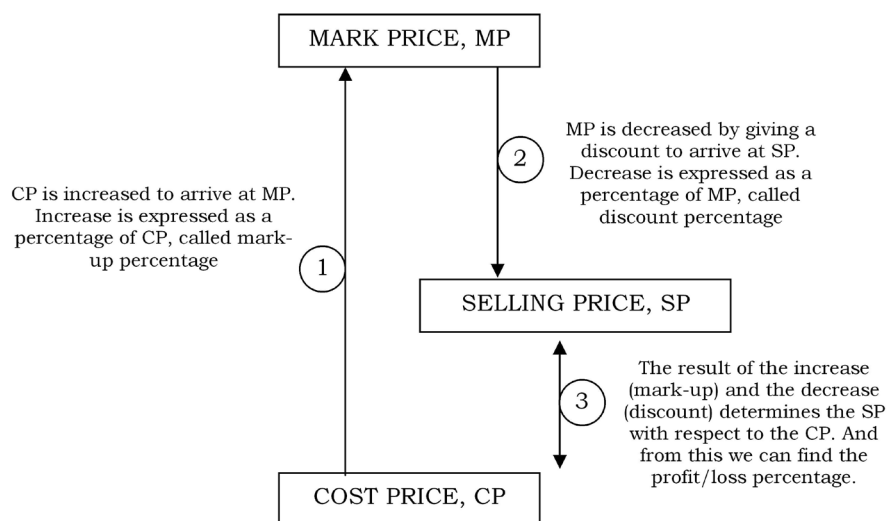 MARK PRICE, MP
MP is decreased by giving a
discount to arrive at SP.
Decrease is expressed as a
percentage of MP, called
discount percentage
2
CP is increased to arrive at MP.
Increase is expressed as a
percentage of CP, called mark-
up percentage
1
SELLING PRICE, SP
The result of the increase
(mark-up) and the decrease
(discount) determines the SP
with respect to the CP. And
from this we can find the
profit/loss percentage.
3
COST PRICE, CP